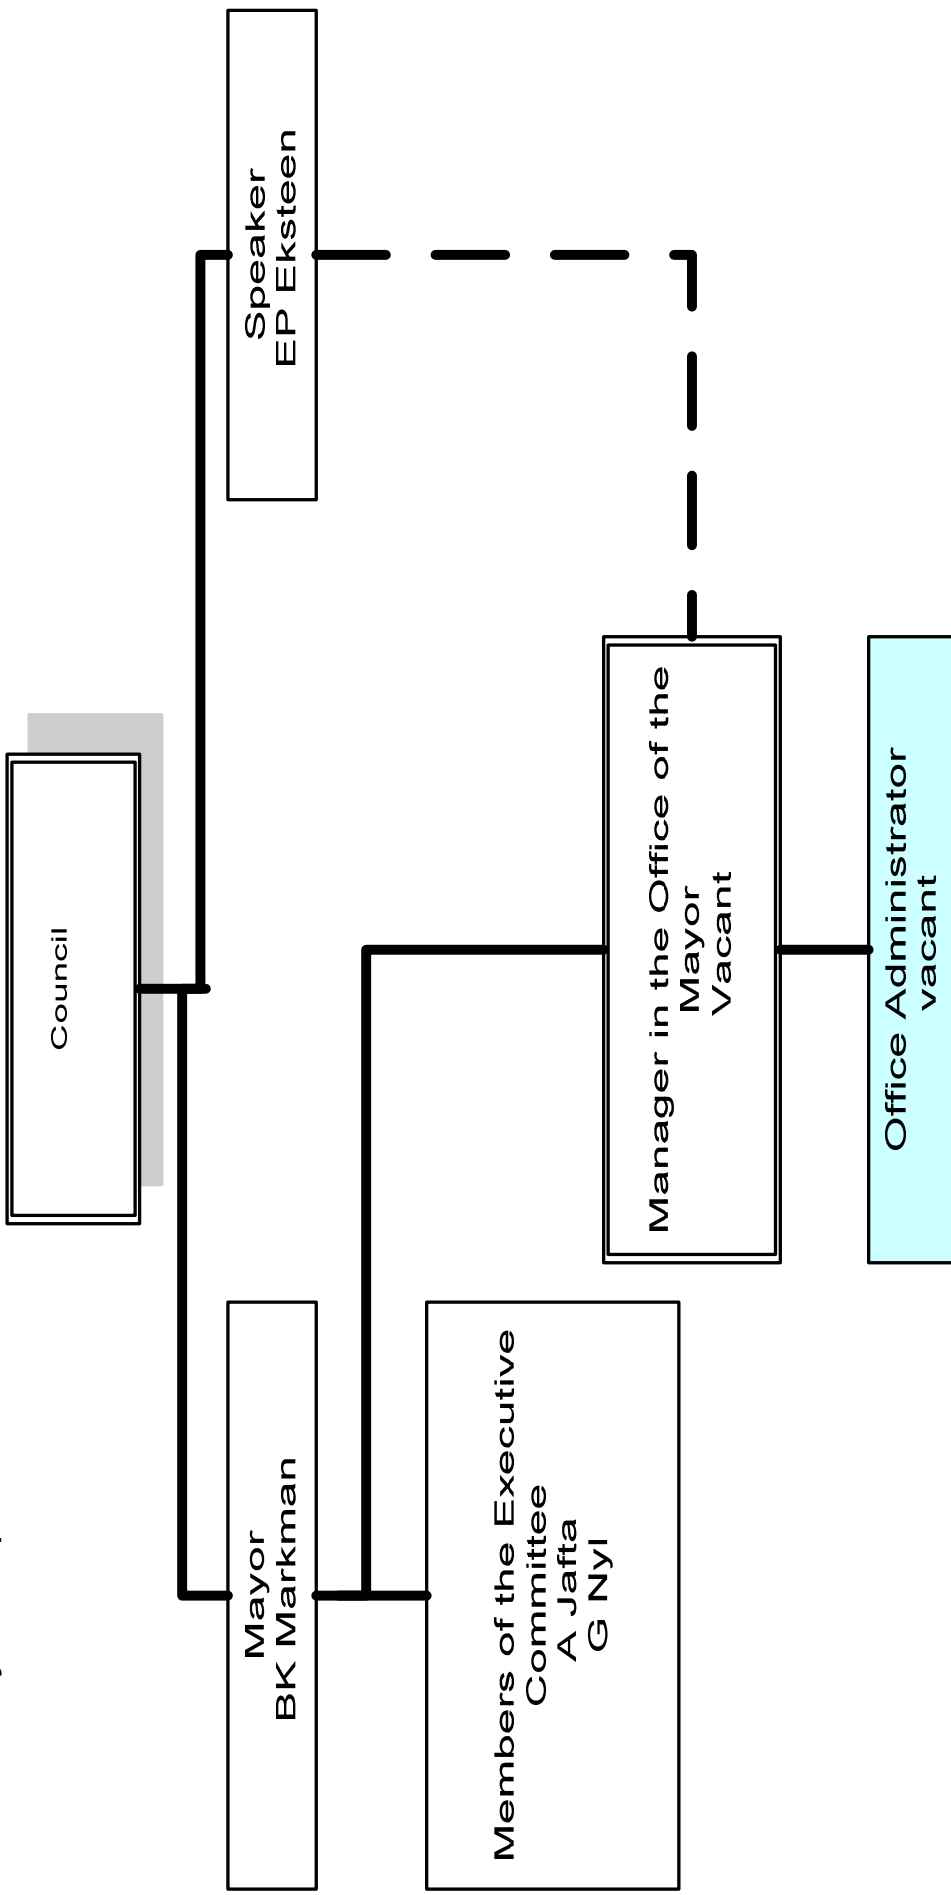 Council
Mayor
BK Markman
Speaker
EP Eksteen
Members of the Executive
Committee
A Jafta
G Nyl
Manager in the Office of the
Mayor
Vacant
Office Administrator
vacant